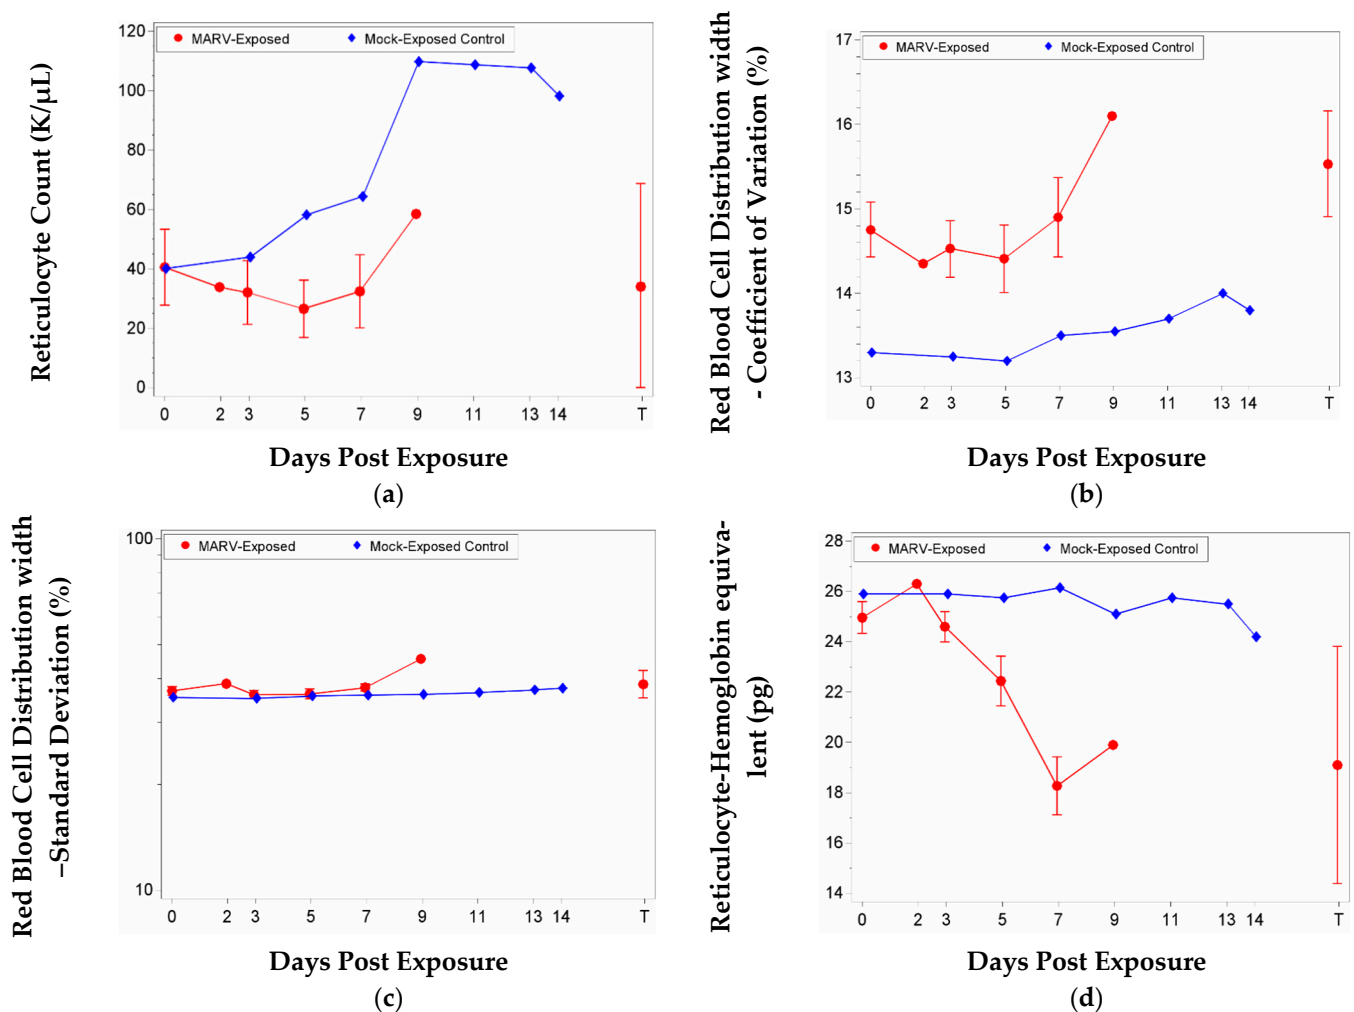 MARV-Exposed Mock-Exposed Control
Reticulocyte Count (K/μL)
120
100
80
60
40
20
0
0 2 3 5 7 9 11 13 14 T
Days Post Exposure
(a)
MARV-Exposed Mock-Exposed Control
Red Blood Cell Distribution width
- Coefficient of Variation (%)
17
16
15
14
13
0 2 3 5 7 9 11 13 14 T
Days Post Exposure
(b)
MARV-Exposed Mock-Exposed Control
Red Blood Cell Distribution width
–Standard Deviation (%)
100
10
0 2 3 5 7 9 11 13 14 T
Days Post Exposure
(c)
MARV-Exposed Mock-Exposed Control
Reticulocyte-Hemoglobin equiva-
lent (pg)
28
26
24
22
20
18
16
14
0 2 3 5 7 9 11 13 14 T
Days Post Exposure
(d)